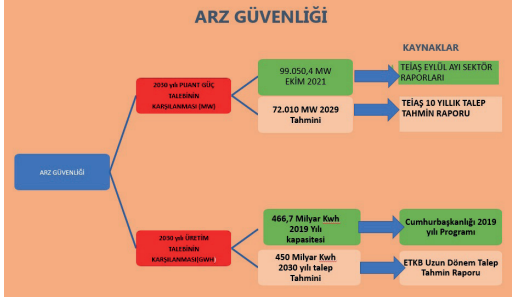 ARZ GÜVENLİĞİ
KAYNAKLAR
99.050,4 MW
EKİM 2021
TEİAŞ EYLÜL AYI SEKTÖR
RAPORLARI
2030 yılı PUANT GÜÇ
TALEBİNİN
KARŞILANMASI (MW)
72.010 MW 2029
Tahmini
TEİAŞ 10 YILLIK TALEP
TAHMİN RAPORU
ARZ GÜVENLİĞİ
466,7 Milyar Kwh
2019 Yılı
kapasitesi
Cumhurbaşkanlığı 2019
yılı Programı
2030 yılı ÜRETİM
TALEBİNİN
KARŞILANMASI(GWH)
450 Milyar Kwh
2030 yılı talep
Tahmini
ETKB Uzun Dönem Talep
Tahmin Raporu